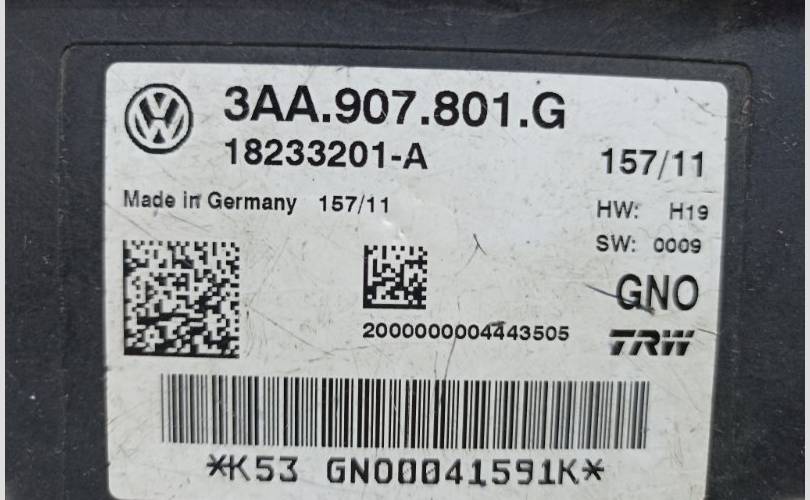 3AA.907.801.G
18233201-A
157/11
Made in Germany 157/11
HW: H19
SW: 0009
GNO
2000000004443505
TRW
*K53 GNO0041591K*